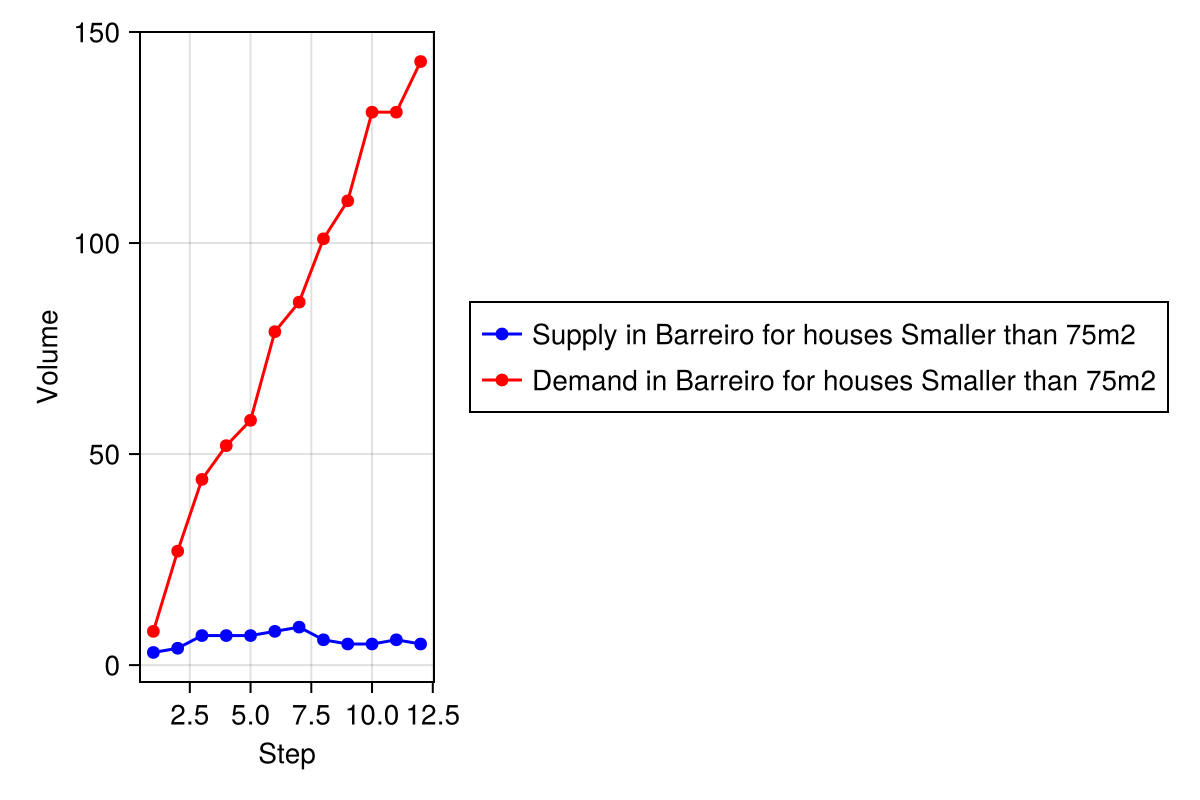 150
100
50
0
Volume
2.5 5.0 7.5 10.0 12.5
Step
Supply in Barreiro for houses Smaller than 75m2
Demand in Barreiro for houses Smaller than 75m2